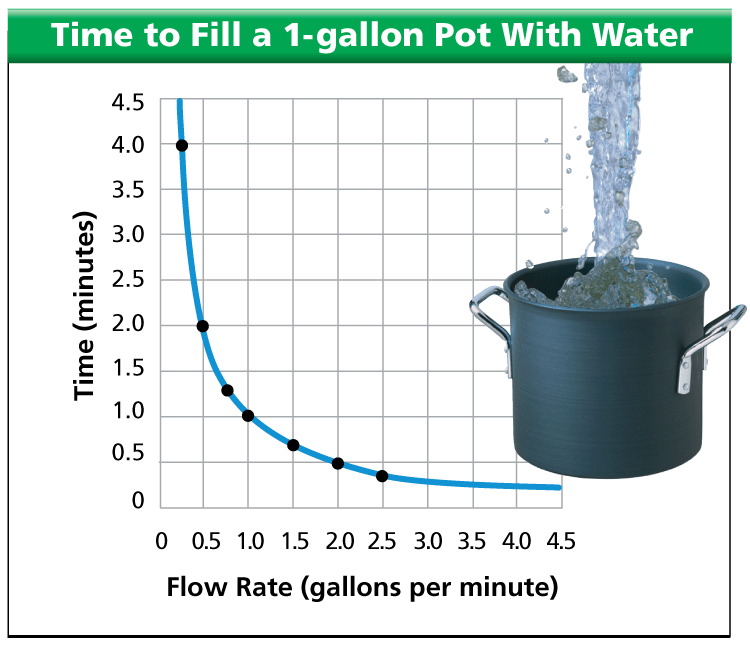 Time to Fill a 1-gallon Pot With Water
4.5
4.0
3.5
3.0
2.5
2.0
1.5
1.0
0.5
0
Time (minutes)
0 0.5 1.0 1.5 2.0 2.5 3.0 3.5 4.0 4.5
Flow Rate (gallons per minute)